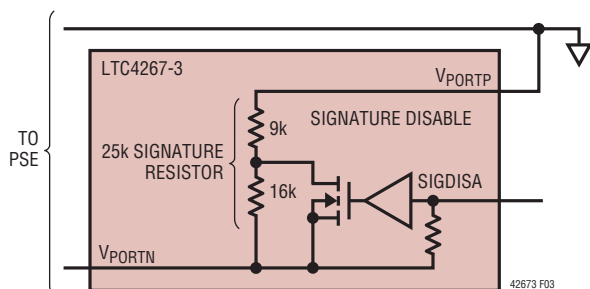 LTC4267-3
VPORTP
9k
SIGNATURE DISABLE
TO
PSE
25k SIGNATURE
RESISTOR
16k
SIGDISA
VPORTN
42673 F03